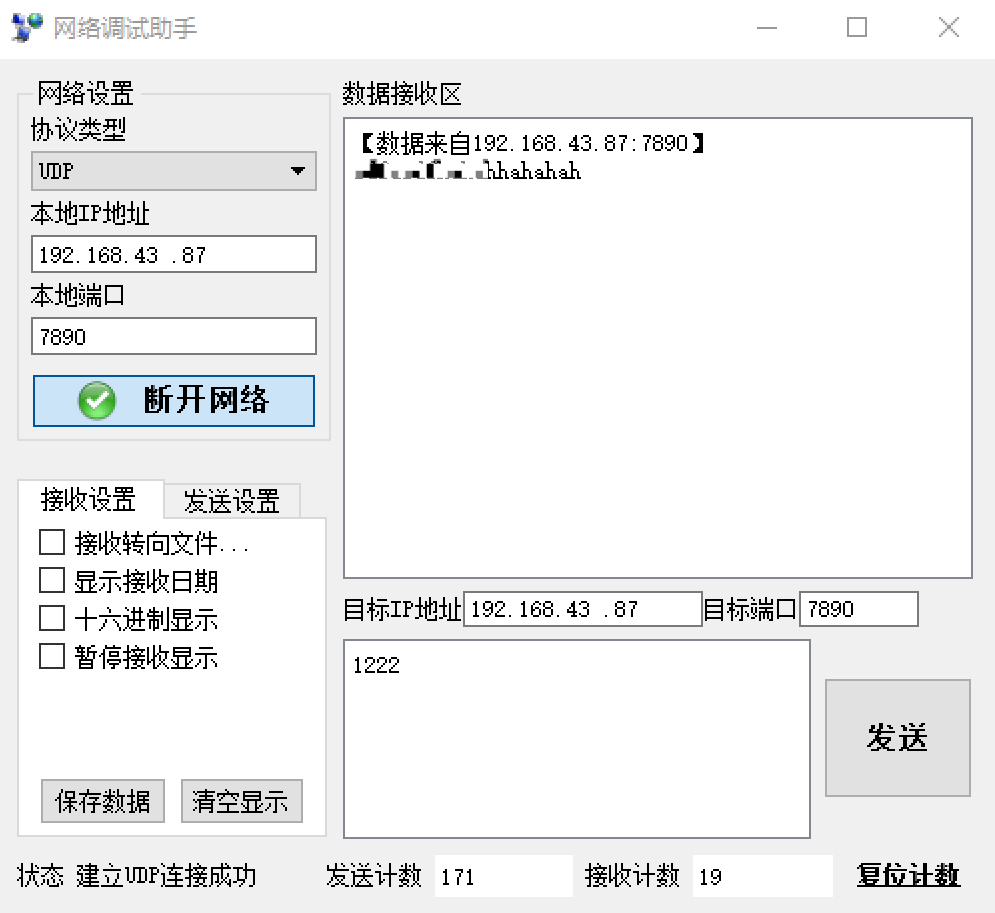 网络调试助手
网络设置
协议类型
UDP
本地IP地址
192.168.43 .87
本地端口
7890
断开网络
接收设置 发送设置
接收转向文件...
显示接收日期
十六进制显示
暂停接收显示
保存数据 清空显示
数据接收区
【数据来自192.168.43.87:7890】
hhahahah
目标IP地址 192.168.43 .87 目标端口 7890
1222
发送
状态 建立UDP连接成功 发送计数 171 接收计数 19 复位计数